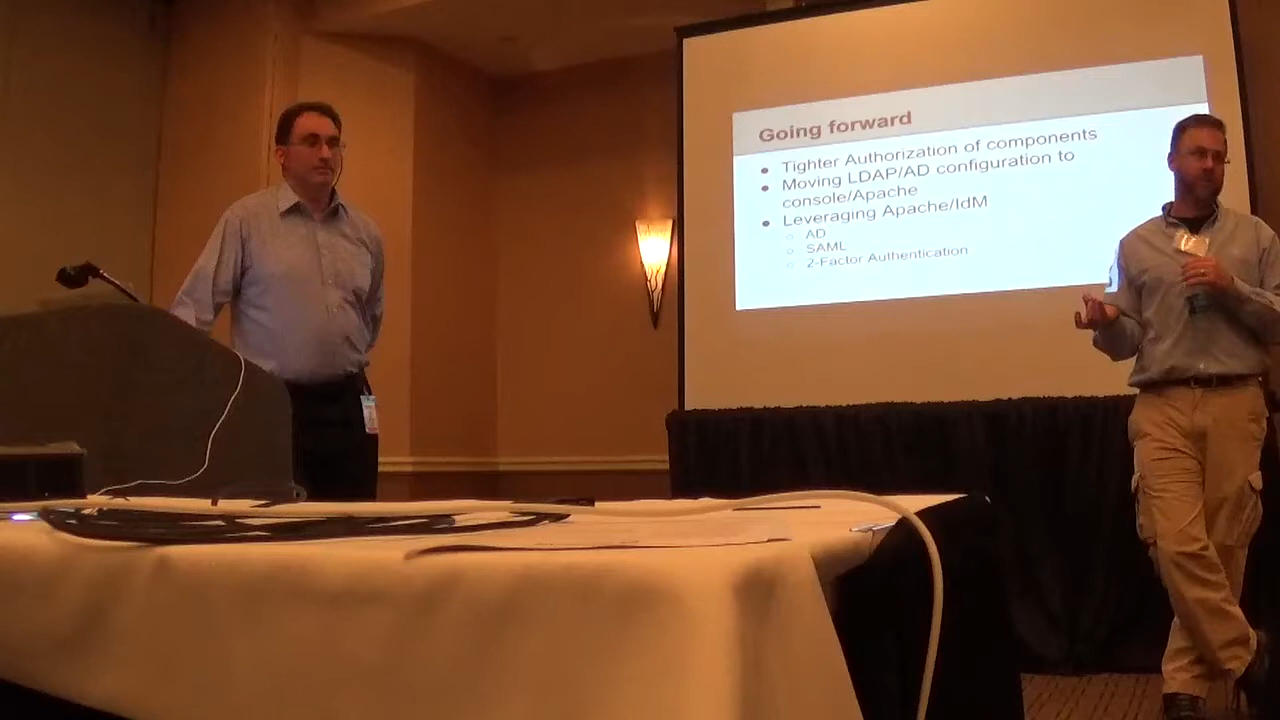 Going forward
● Tighter Authorization of components
● Moving LDAP/AD configuration to
console/Apache
● Leveraging Apache/IdM
○ AD
○ SAML
○ 2-Factor Authentication